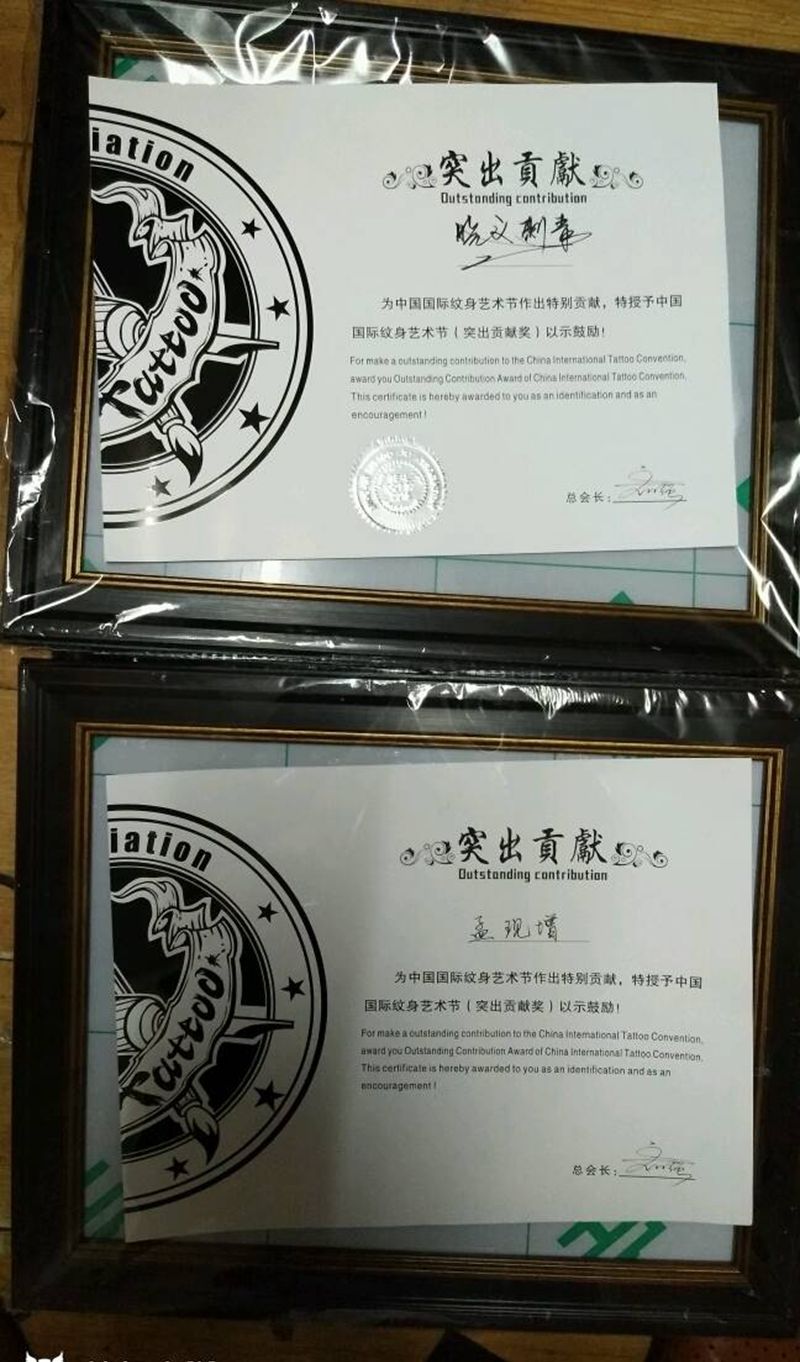 iation
Tattoo
突出貢獻
Outstanding contribution
晓义刺青
为中国国际纹身艺术节作出特别贡献，特授予中国
国际纹身艺术节（突出贡献奖）以示鼓励！
For make a outstanding contribution to the China International Tattoo Convention,
award you Outstanding Contribution Award of China International Tattoo Convention.
This certificate is hereby awarded to you as an identification and as an
encouragement !
总会长：
iation
Tattoo
突出貢獻
Outstanding contribution
孟现增
为中国国际纹身艺术节作出特别贡献，特授予中国
国际纹身艺术节（突出贡献奖）以示鼓励！
For make a outstanding contribution to the China International Tattoo Convention,
award you Outstanding Contribution Award of China International Tattoo Convention.
This certificate is hereby awarded to you as an identification and as an
encouragement !
总会长：